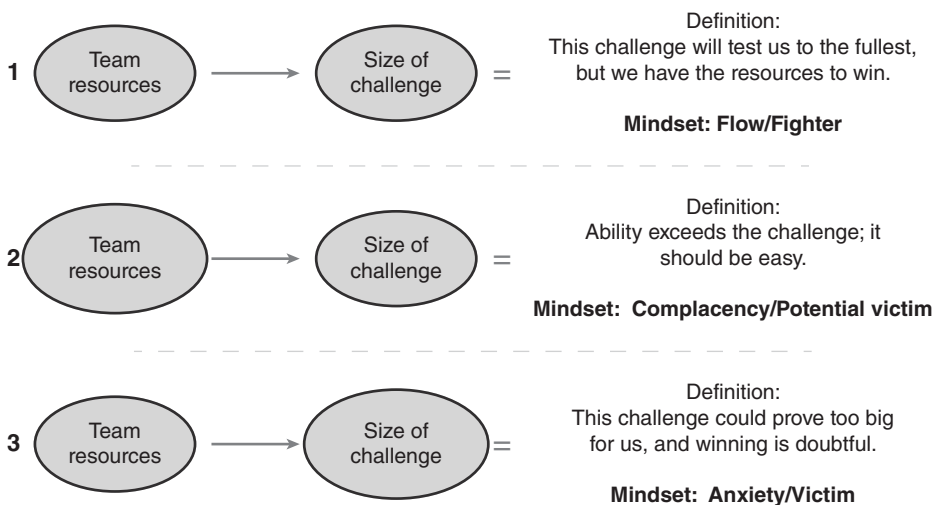 1
Team
resources
Size of
challenge
=
Definition:
This challenge will test us to the fullest,
but we have the resources to win.
Mindset: Flow/Fighter
2
Team
resources
Size of
challenge
=
Definition:
Ability exceeds the challenge; it
should be easy.
Mindset: Complacency/Potential victim
3
Team
resources
Size of
challenge
=
Definition:
This challenge could prove too big
for us, and winning is doubtful.
Mindset: Anxiety/Victim